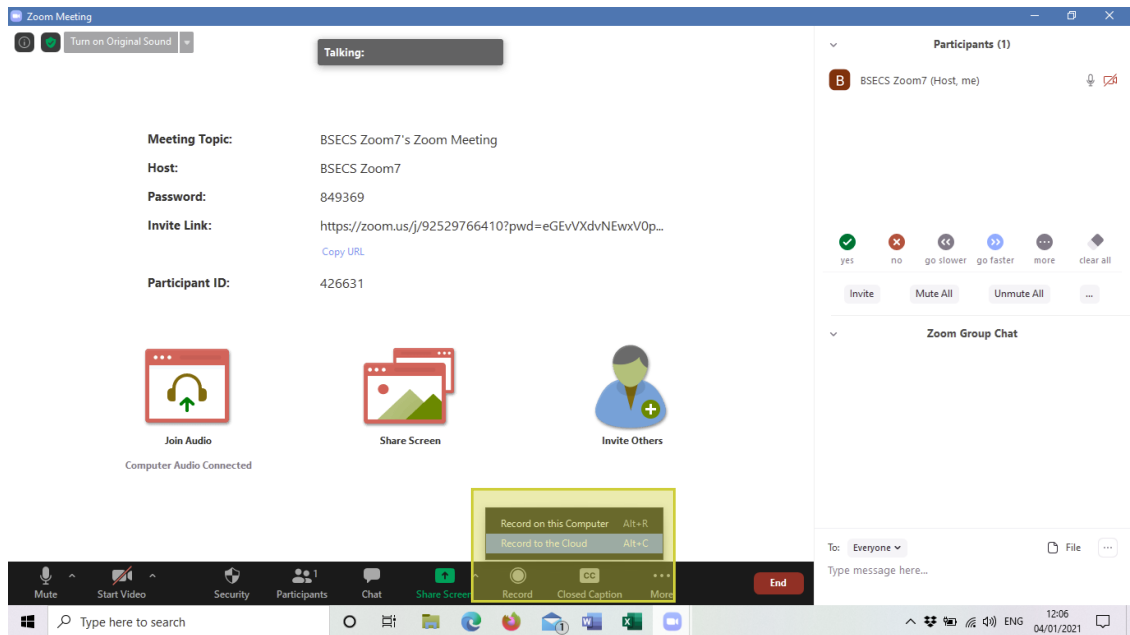 Zoom Meeting
Turn on Original Sound
Talking:
Meeting Topic: BSECS Zoom7's Zoom Meeting
Host: BSECS Zoom7
Password: 849369
Invite Link: https://zoom.us/j/92529766410?pwd=eGEvVXdvNEwxV0p...
Copy URL
Participant ID: 426631
Join Audio
Share Screen
Invite Others
Computer Audio Connected
Record on this Computer Alt+R
Record to the Cloud Alt+C
1
Mute Start Video Security Participants Chat Share Screen Record CC Closed Caption More End
Participants (1)
B BSECS Zoom7 (Host, me)
yes no go slower go faster more clear all
Invite Mute All Unmute All ...
Zoom Group Chat
To: Everyone File ...
Type message here...
Type here to search
1
W
X
ENG
12:06
04/01/2021